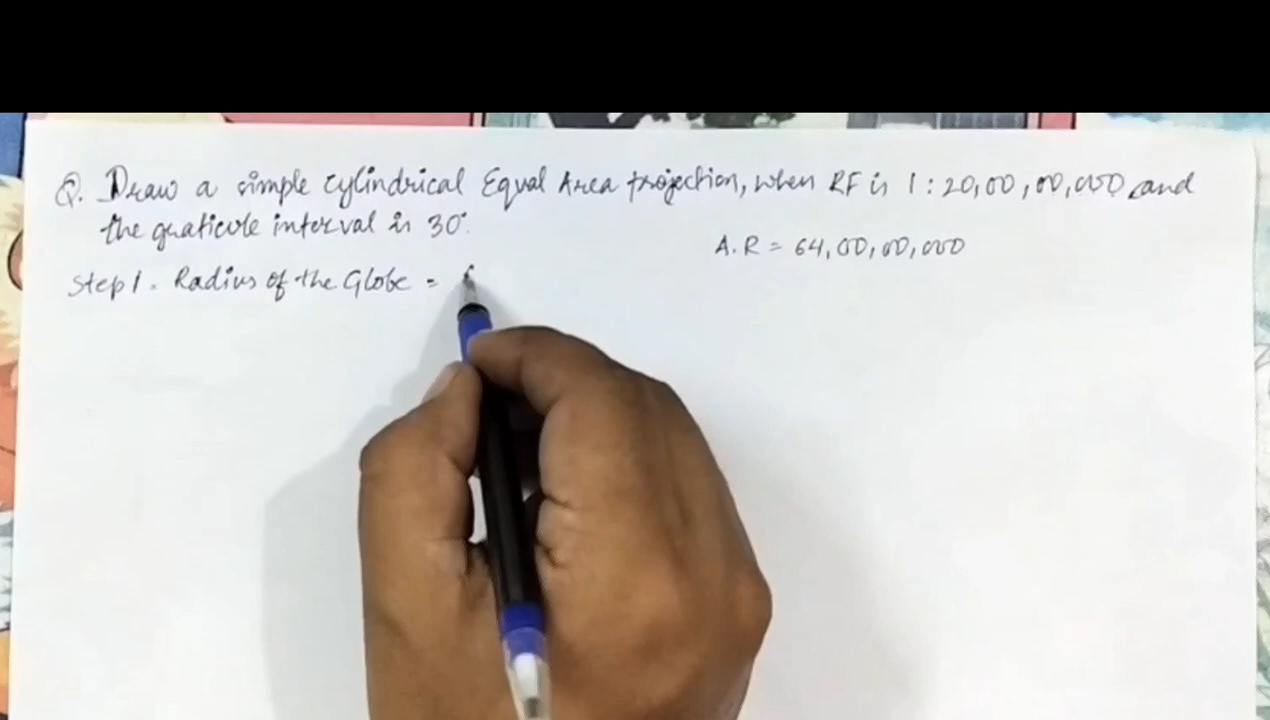 Q. Draw a simple cylindrical Equal Area projection, when RF is 1:20,00,00,000 and
the graticule interval is 30°.
A.R = 64,00,00,000
Step 1. Radius of the Globe =